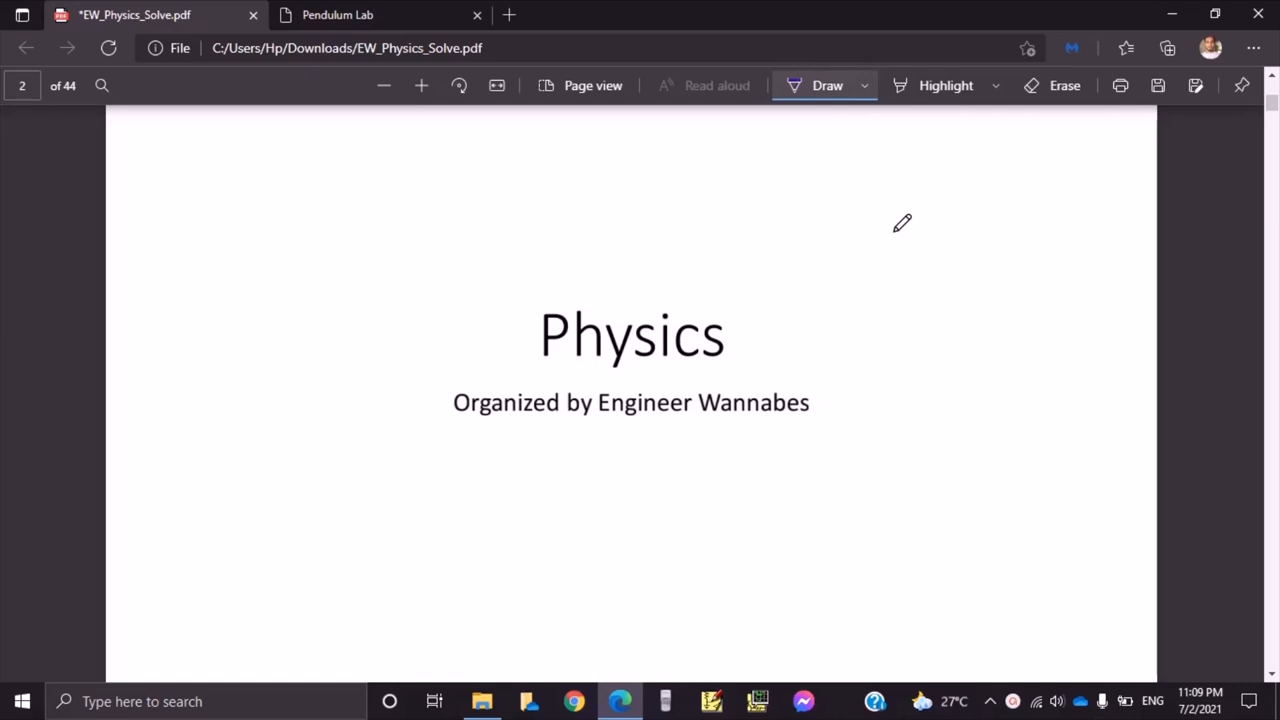 *EW_Physics_Solve.pdf
Pendulum Lab
File C:/Users/Hp/Downloads/EW_Physics_Solve.pdf
2 of 44 Page view Read aloud Draw Highlight Erase
Physics
Organized by Engineer Wannabes
Type here to search
27°C ENG 11:09 PM
7/2/2021